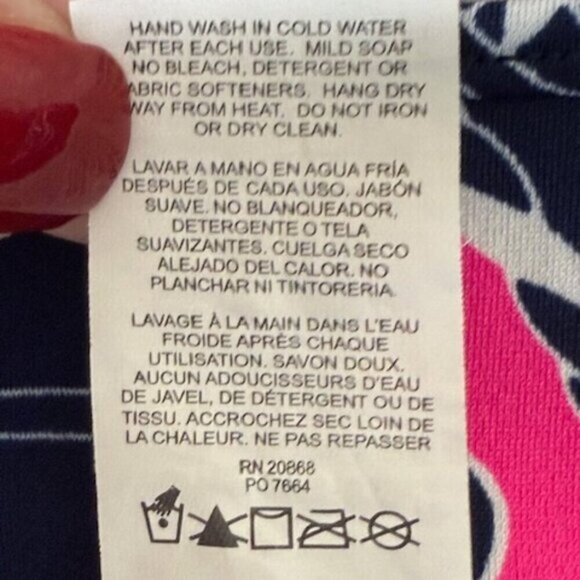 HAND WASH IN COLD WATER
AFTER EACH USE. MILD SOAP
NO BLEACH, DETERGENT OR
ABRIC SOFTENERS. HANG DRY
WAY FROM HEAT. DO NOT IRON
OR DRY CLEAN.
LAVAR A MANO EN AGUA FRÍA
DESPUÉS DE CADA USO. JABÓN
SUAVE. NO BLANQUEADOR,
DETERGENTE O TELA
SUAVIZANTES. CUELGA SECO
ALEJADO DEL CALOR. NO
PLANCHAR NI TINTORERIA.
LAVAGE À LA MAIN DANS L'EAU
FROIDE APRÈS CHAQUE
UTILISATION. SAVON DOUX.
AUCUN ADOUCISSEURS D'EAU
DE JAVEL, DE DÉTERGENT OU DE
TISSU. ACCROCHEZ SEC LOIN DE
LA CHALEUR. NE PAS REPASSER
RN 20868
PO 7664